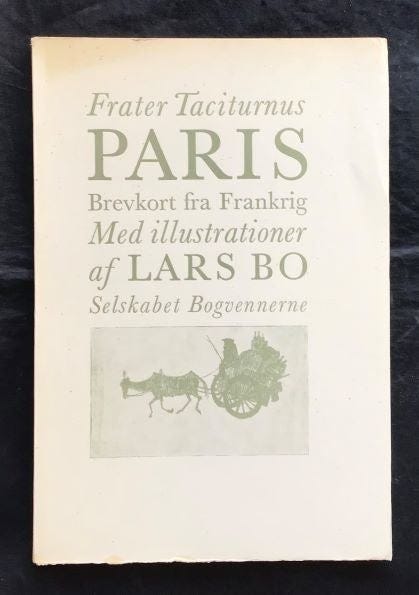 Frater Taciturnus
PARIS
Brevkort fra Frankrig
Med illustrationer
af LARS BO
Selskabet Bogvennerne